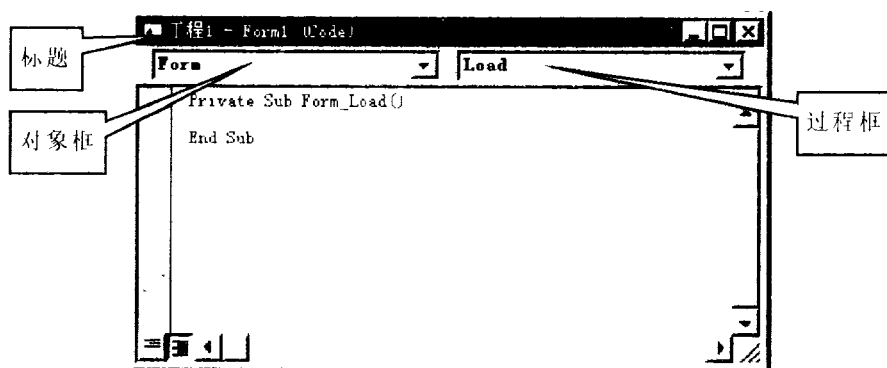 标题
工程1 - Form1 (Code)
Form
Load
对象框
过程框
Private Sub Form_Load()
End Sub